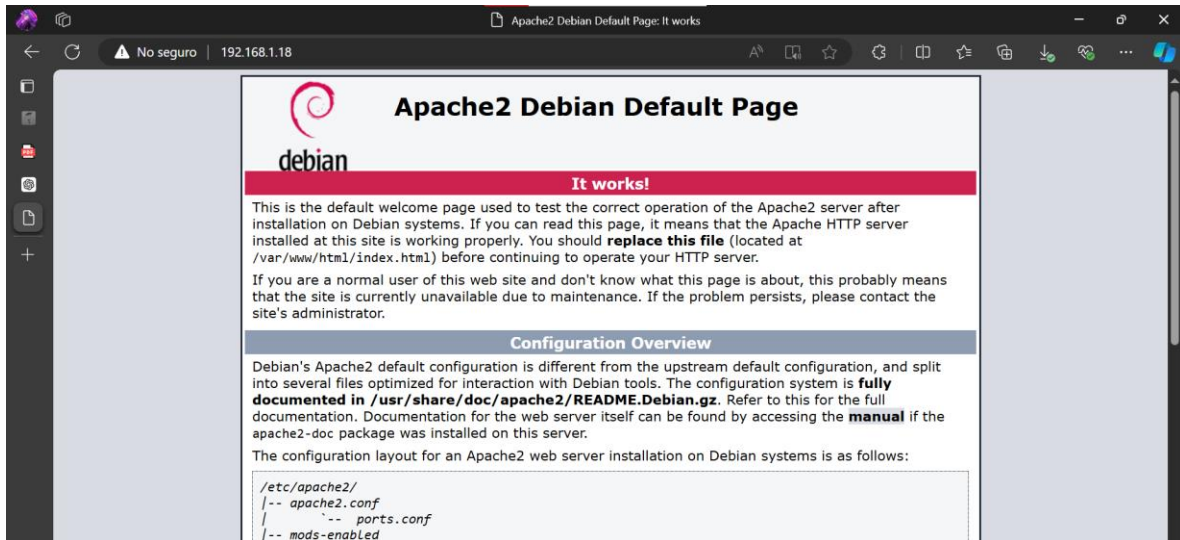 Apache2 Debian Default Page: It works
No seguro | 192.168.1.18
debian
Apache2 Debian Default Page
It works!
This is the default welcome page used to test the correct operation of the Apache2 server after
installation on Debian systems. If you can read this page, it means that the Apache HTTP server
installed at this site is working properly. You should replace this file (located at
/var/www/html/index.html) before continuing to operate your HTTP server.
If you are a normal user of this web site and don't know what this page is about, this probably means
that the site is currently unavailable due to maintenance. If the problem persists, please contact the
site's administrator.
Configuration Overview
Debian's Apache2 default configuration is different from the upstream default configuration, and split
into several files optimized for interaction with Debian tools. The configuration system is fully
documented in /usr/share/doc/apache2/README.Debian.gz. Refer to this for the full
documentation. Documentation for the web server itself can be found by accessing the manual if the
apache2-doc package was installed on this server.
The configuration layout for an Apache2 web server installation on Debian systems is as follows:
/etc/apache2/
|-- apache2.conf
|       `-- ports.conf
|-- mods-enabled